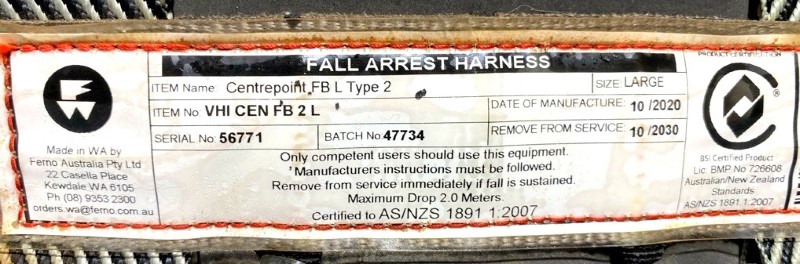 FALL ARREST HARNESS
ITEM Name: Centrepoint FB L Type 2
SIZE: LARGE
ITEM No: VHI CEN FB 2 L
DATE OF MANUFACTURE: 10 /2020
SERIAL No: 56771
BATCH No: 47734
REMOVE FROM SERVICE: 10 /2030
Only competent users should use this equipment.
Manufacturers instructions must be followed.
Remove from service immediately if fall is sustained.
Maximum Drop 2.0 Meters.
Certified to AS/NZS 1891 1:2007
Made in WA by
Ferno Australia Pty Ltd
22 Casella Place
Kewdale WA 6105
Ph (08) 9353 2300
orders.wa@ferno.com.au
BSI Certified Product
Lic. BMP No 726608
Australian/New Zealand
Standards
AS/NZS 1891 1:2007